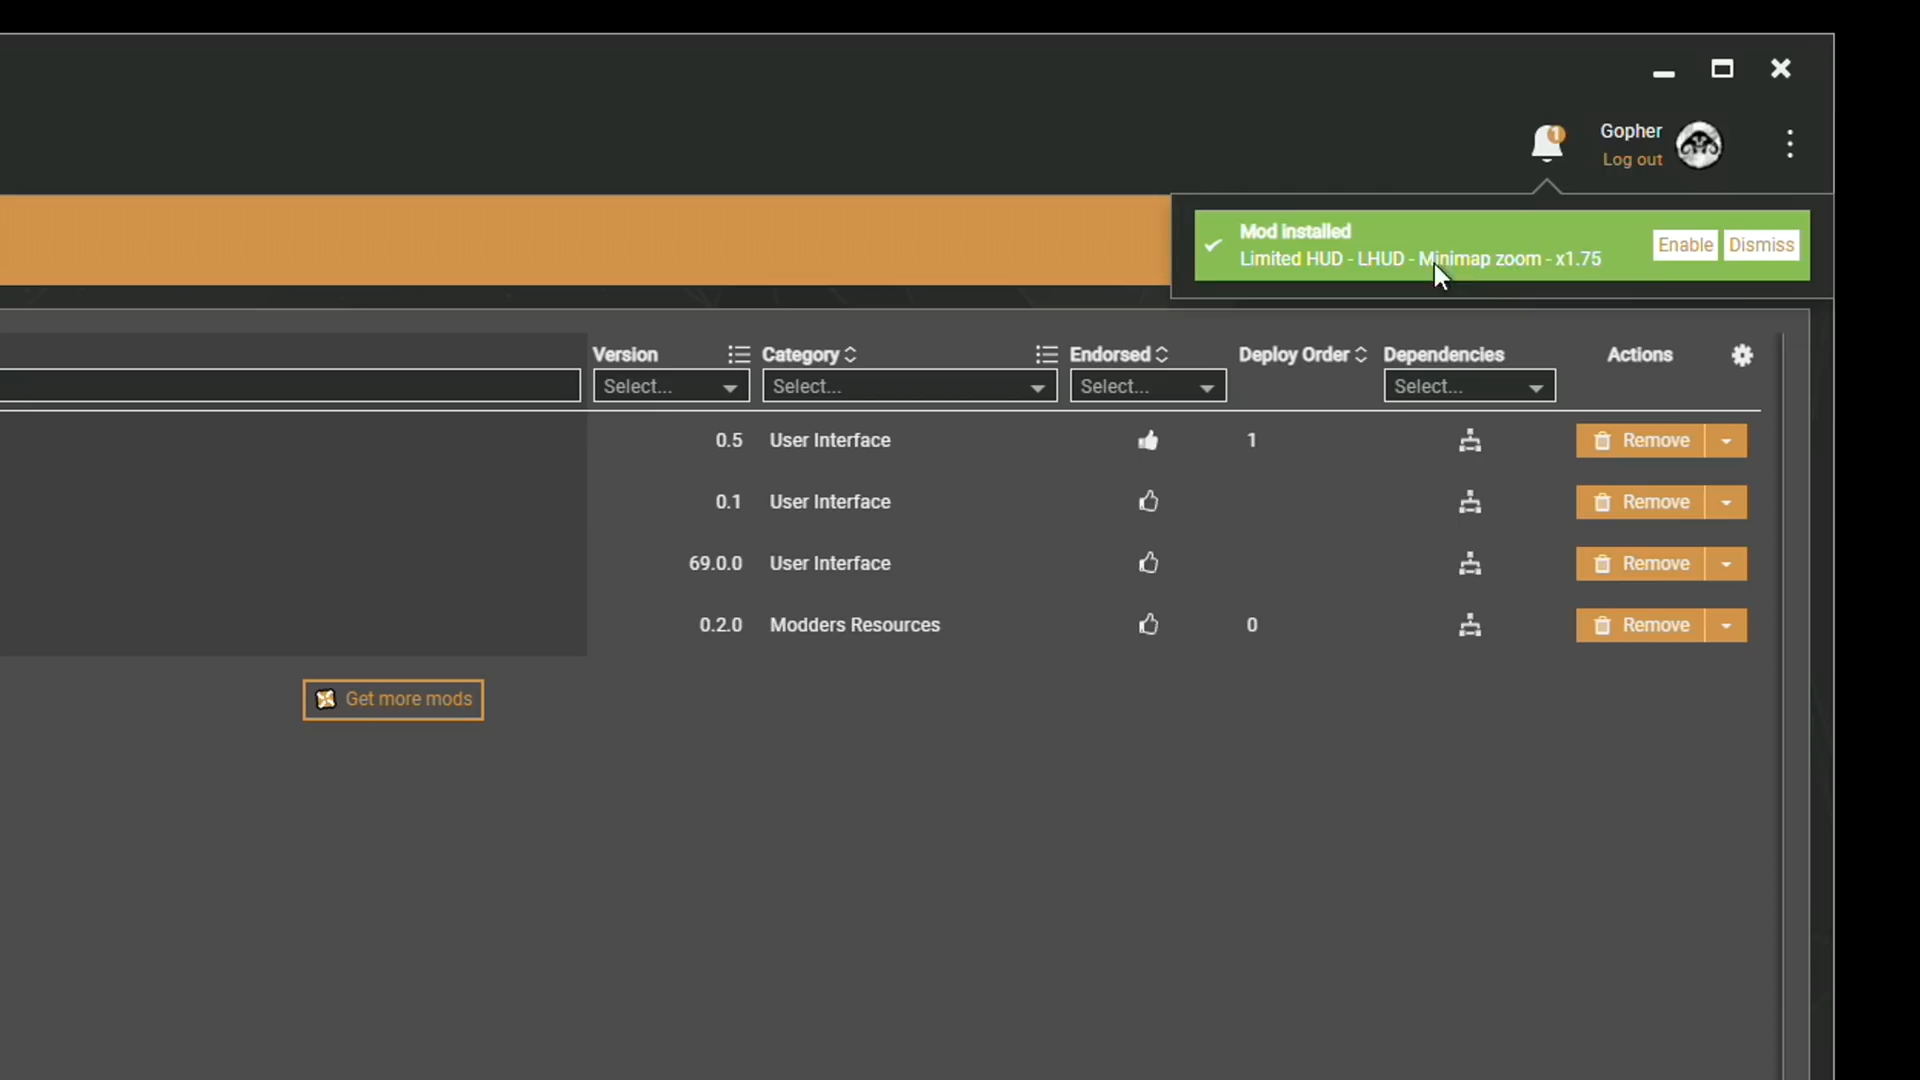 1
Gopher
Log out
Mod installed
Limited HUD - LHUD - Minimap zoom - x1.75
Enable
Dismiss
Version
Category
Endorsed
Deploy Order
Dependencies
Actions
Select...
Select...
Select...
Select...
0.5 User Interface 1 Remove
0.1 User Interface Remove
69.0.0 User Interface Remove
0.2.0 Modders Resources 0 Remove
Get more mods